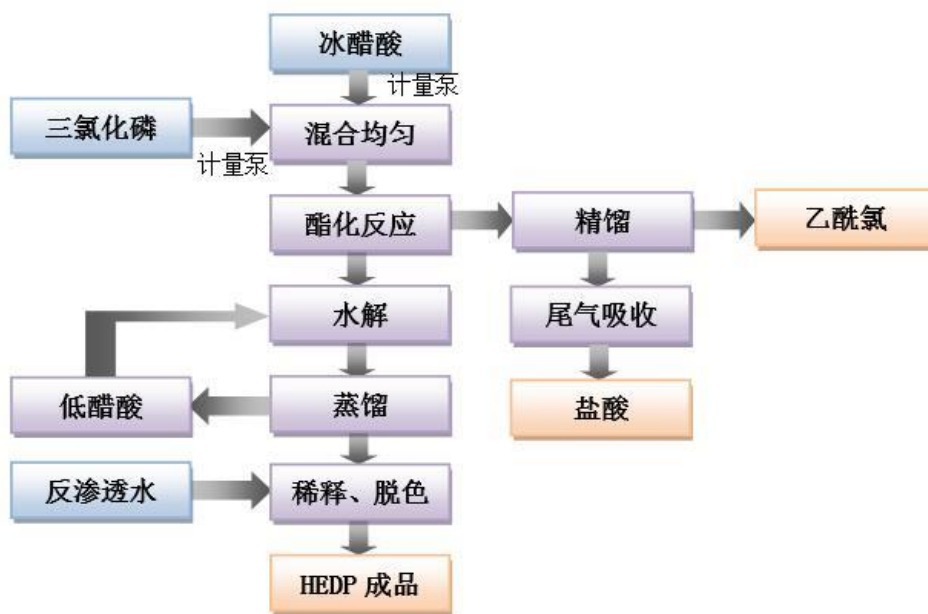 冰醋酸
计量泵
三氯化磷
混合均匀
计量泵
酯化反应
精馏
乙酰氯
水解
尾气吸收
低醋酸
蒸馏
盐酸
反渗透水
稀释、脱色
HEDP 成品